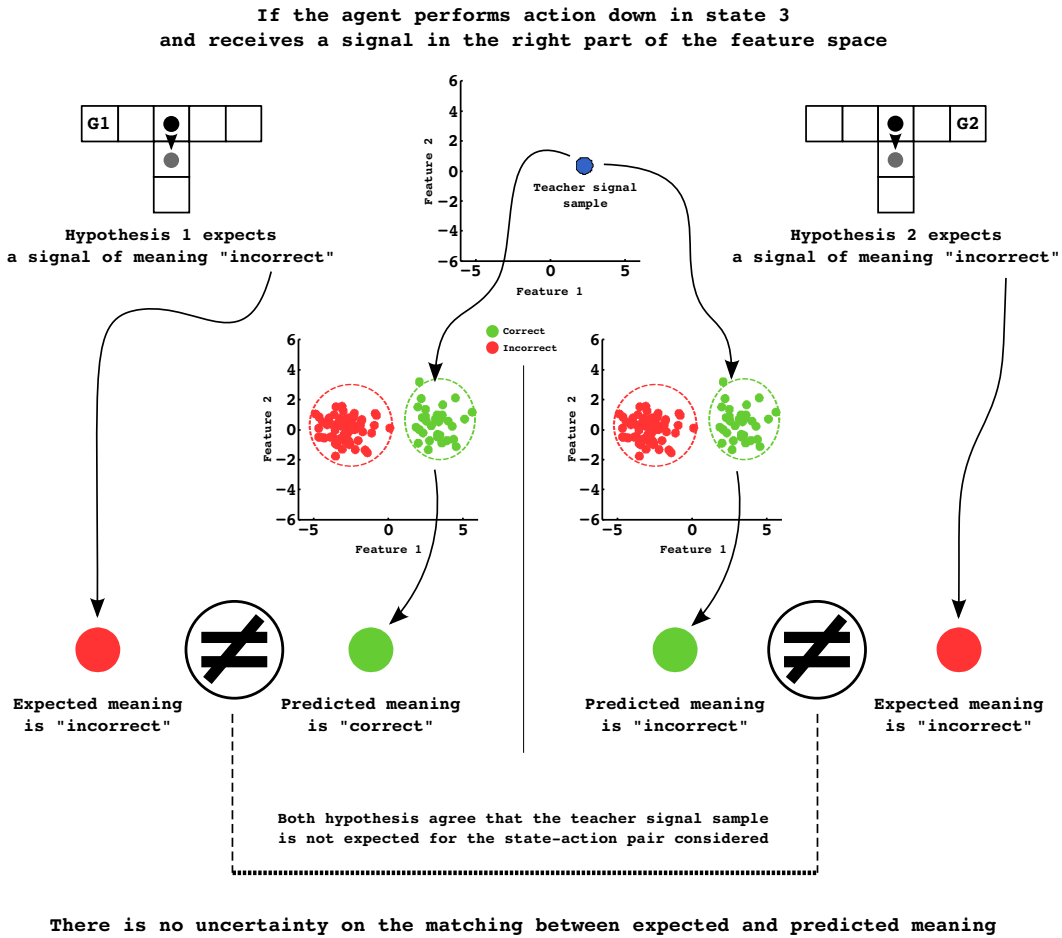 If the agent performs action down in state 3
and receives a signal in the right part of the feature space
G1
G2
6
4
2
0
−2
−4
−6
−5
0
5
Feature 2
Feature 1
Teacher signal
sample
Hypothesis 1 expects
a signal of meaning "incorrect"
Hypothesis 2 expects
a signal of meaning "incorrect"
Correct
Incorrect
6
4
2
0
−2
−4
−6
−5
0
5
Feature 2
Feature 1
6
4
2
0
−2
−4
−6
−5
0
5
Feature 2
Feature 1
Expected meaning
is "incorrect"
Predicted meaning
is "correct"
Predicted meaning
is "incorrect"
Expected meaning
is "incorrect"
Both hypothesis agree that the teacher signal sample
is not expected for the state-action pair considered
There is no uncertainty on the matching between expected and predicted meaning